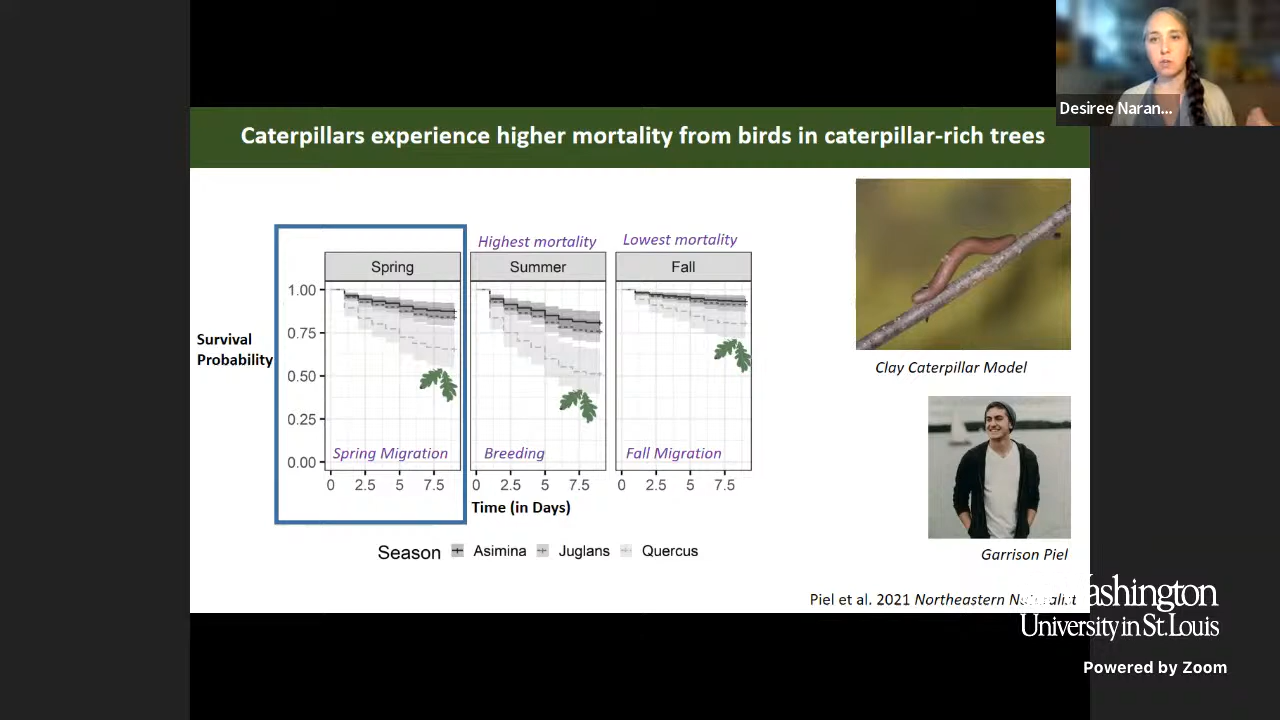 Desiree Naran...
Caterpillars experience higher mortality from birds in caterpillar-rich trees
Highest mortality
Lowest mortality
Spring
Summer
Fall
1.00
0.75
0.50
0.25
0.00
Survival
Probability
Spring Migration
Breeding
Fall Migration
0 2.5 5 7.5
0 2.5 5 7.5
0 2.5 5 7.5
Time (in Days)
Season Asimina Juglans Quercus
Clay Caterpillar Model
Garrison Piel
Piel et al. 2021 Northeastern Naturalist
Washington
University in St. Louis
Powered by Zoom